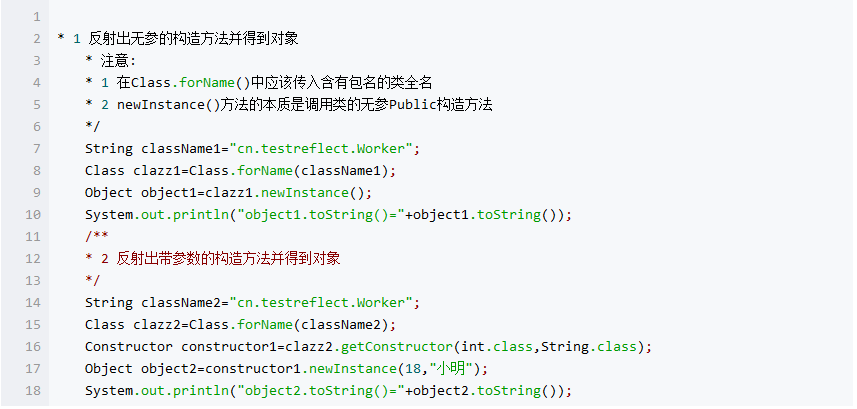 1
2 * 1 反射出无参的构造方法并得到对象
3 * 注意:
4 * 1 在Class.forName()中应该传入含有包名的类全名
5 * 2 newInstance()方法的本质是调用类的无参Public构造方法
6 */
7 String className1="cn.testreflect.Worker";
8 Class clazz1=Class.forName(className1);
9 Object object1=clazz1.newInstance();
10 System.out.println("object1.toString()="+object1.toString());
11 /**
12 * 2 反射出带参数的构造方法并得到对象
13 */
14 String className2="cn.testreflect.Worker";
15 Class clazz2=Class.forName(className2);
16 Constructor constructor1=clazz2.getConstructor(int.class,String.class);
17 Object object2=constructor1.newInstance(18,"小明");
18 System.out.println("object2.toString()="+object2.toString());